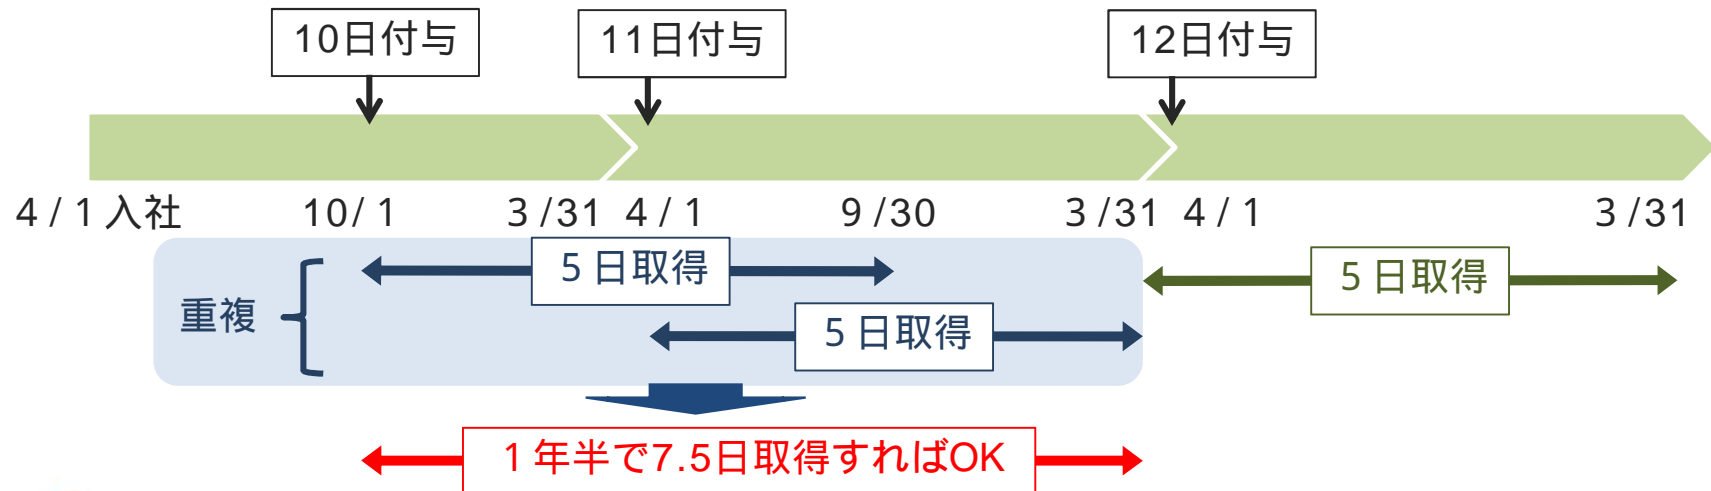 10日付与 11日付与 12日付与
4 / 1 入社 10/ 1 3 /31 4 / 1 9 /30 3 /31 4 / 1 3 /31
5 日取得 5 日取得
重複
5 日取得
1 年半で7.5日取得すればOK